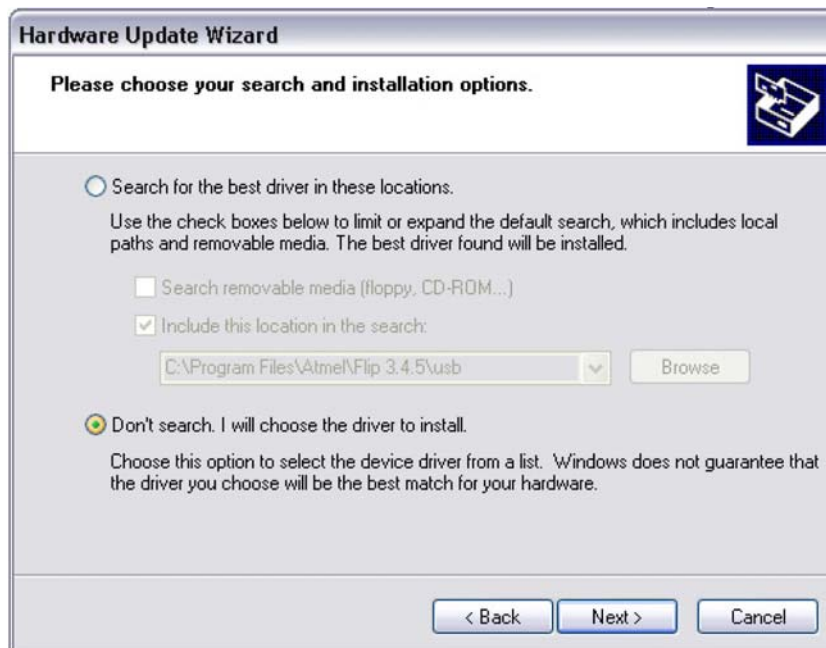 Hardware Update Wizard
Please choose your search and installation options.
Search for the best driver in these locations.
Use the check boxes below to limit or expand the default search, which includes local
paths and removable media. The best driver found will be installed.
Search removable media (floppy, CD-ROM...)
Include this location in the search:
C:\Program Files\Atmel\Flip 3.4.5\usb
Browse
Don't search. I will choose the driver to install.
Choose this option to select the device driver from a list. Windows does not guarantee that
the driver you choose will be the best match for your hardware.
< Back
Next >
Cancel